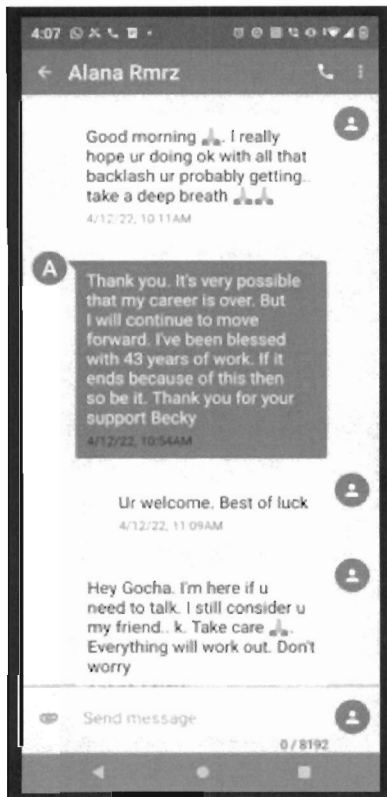 4:07
Alana Rmrz
Good morning 🙏. I really
hope ur doing ok with all that
backlash ur probably getting..
take a deep breath 🙏🙏
4/12/22, 10:11AM
A
Thank you. It's very possible
that my career is over. But
I will continue to move
forward. I've been blessed
with 43 years of work. If it
ends because of this then
so be it. Thank you for your
support Becky
4/12/22, 10:54AM
Ur welcome. Best of luck
4/12/22, 11:09AM
Hey Gocha. I'm here if u
need to talk. I still consider u
my friend.. k. Take care 🙏.
Everything will work out. Don't
worry
Send message
0 / 8192